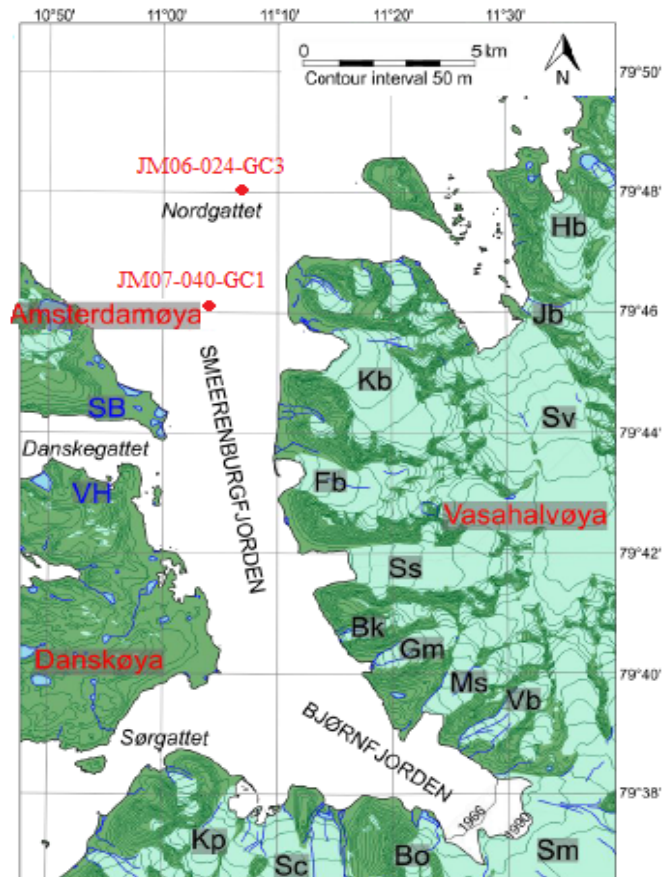 10°50' 11°00' 11°10' 11°20' 11°30'
0 5 km
Contour interval 50 m
N
79°50'
JM06-024-GC3
79°48'
Nordgattet
Hb
JM07-040-GC1
Amsterdamøya
79°46'
Jb
SMEERENBURGFJORDEN
Kb
SB
Sv
79°44'
Danskegattet
Fb
VH
Vasahalvøya
79°42'
Ss
Bk
Gm
Danskøya
79°40'
Ms
Vb
BJØRNFJORDEN
Sørgattet
79°38'
1966
1990
Kp
Sc
Bo
Sm